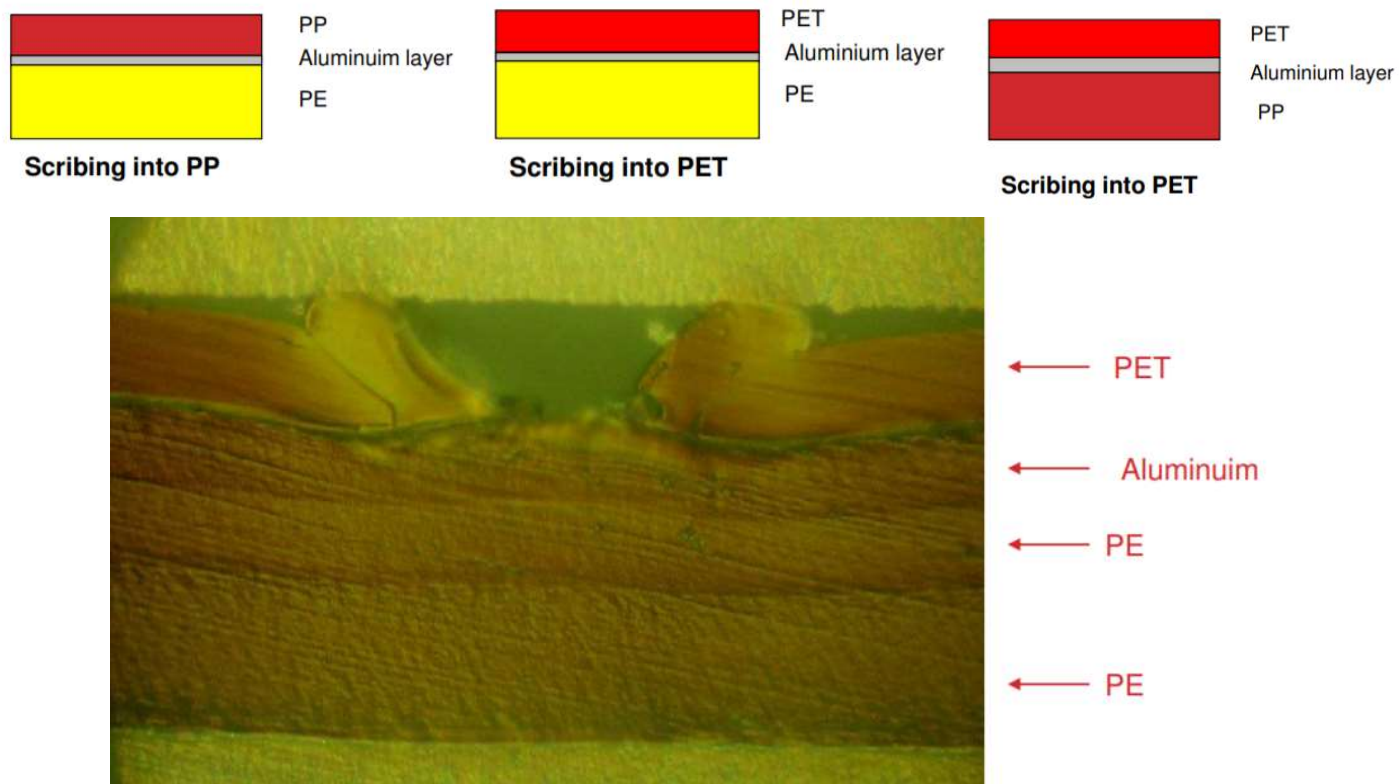 PP
Aluminuim layer
PE
Scribing into PP
PET
Aluminium layer
PE
Scribing into PET
PET
Aluminium layer
PP
Scribing into PET
PET
Aluminuim
PE
PE